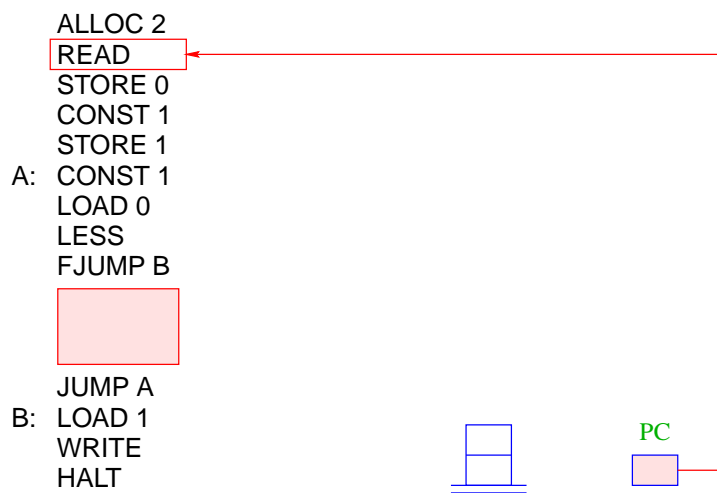 ALLOC 2
READ
STORE 0
CONST 1
STORE 1
A: CONST 1
LOAD 0
LESS
FJUMP B
JUMP A
B: LOAD 1
WRITE
HALT
PC